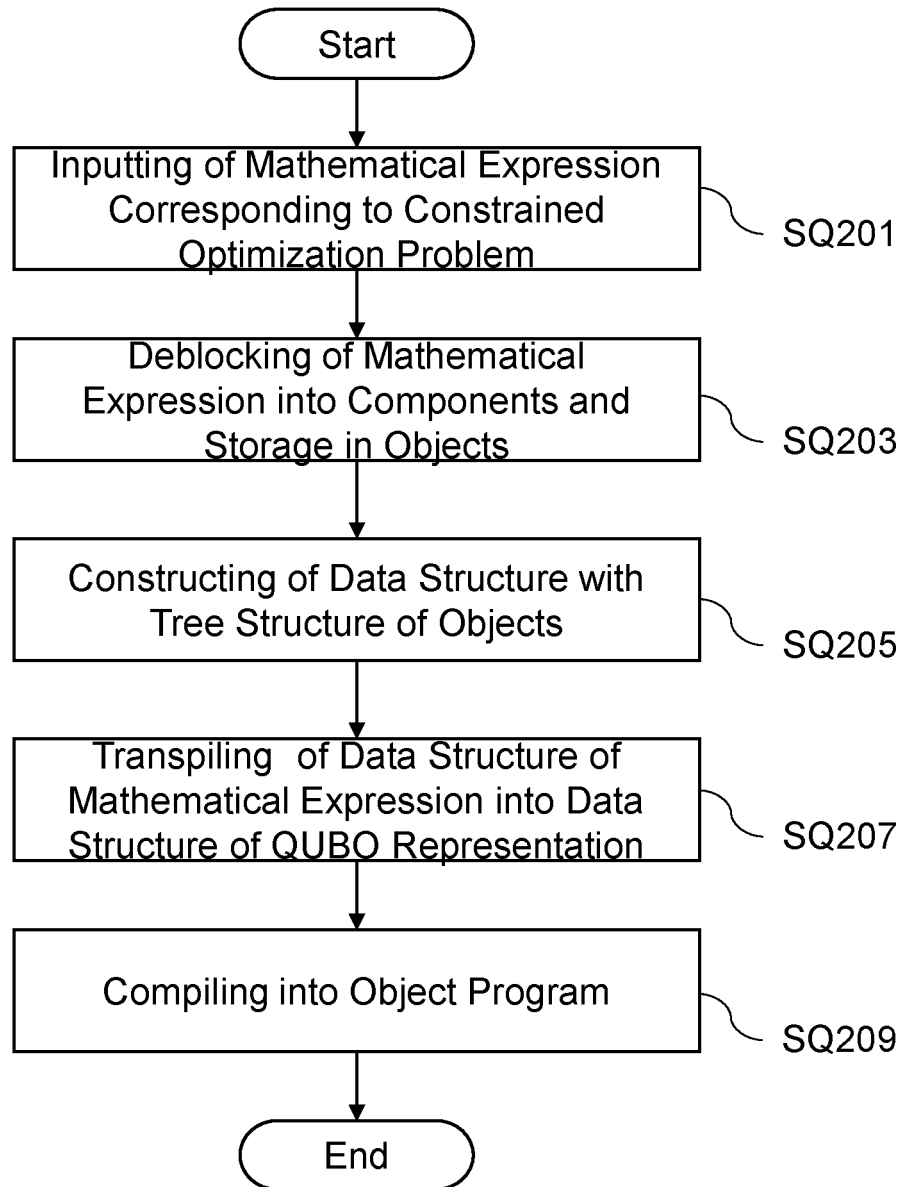 Start
Inputting of Mathematical Expression
Corresponding to Constrained
Optimization Problem
SQ201
Deblocking of Mathematical
Expression into Components and
Storage in Objects
SQ203
Constructing of Data Structure with
Tree Structure of Objects
SQ205
Transpiling of Data Structure of
Mathematical Expression into Data
Structure of QUBO Representation
SQ207
Compiling into Object Program
SQ209
End